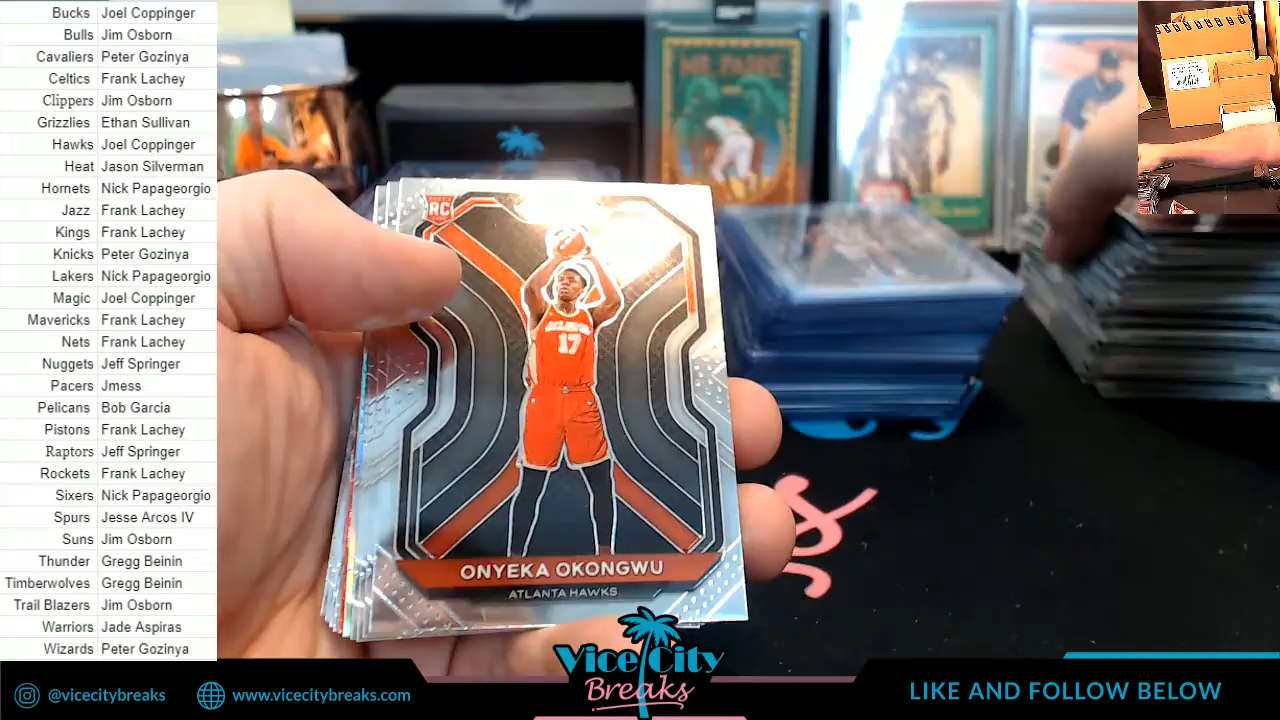 Bucks Joel Coppinger
Bulls Jim Osborn
Cavaliers Peter Gozinya
Celtics Frank Lachey
Clippers Jim Osborn
Grizzlies Ethan Sullivan
Hawks Joel Coppinger
Heat Jason Silverman
Hornets Nick Papageorgio
Jazz Frank Lachey
Kings Frank Lachey
Knicks Peter Gozinya
Lakers Nick Papageorgio
Magic Joel Coppinger
Mavericks Frank Lachey
Nets Frank Lachey
Nuggets Jeff Springer
Pacers Jmess
Pelicans Bob Garcia
Pistons Frank Lachey
Raptors Jeff Springer
Rockets Frank Lachey
Sixers Nick Papageorgio
Spurs Jesse Arcos IV
Suns Jim Osborn
Thunder Gregg Beinin
Timberwolves Gregg Beinin
Trail Blazers Jim Osborn
Warriors Jade Aspiras
Wizards Peter Gozinya
MR. PADRE
RC
ATLANTA
17
ONYEKA OKONGWU
ATLANTA HAWKS
Vice City
Breaks
@vicecitybreaks
www.vicecitybreaks.com
LIKE AND FOLLOW BELOW